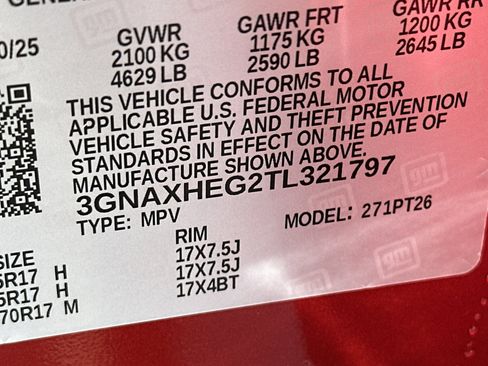 0/25
GVWR
2100 KG
4629 LB
GAWR FRT
1175 KG
2590 LB
GAWR RR
1200 KG
2645 LB
THIS VEHICLE CONFORMS TO ALL
APPLICABLE U.S. FEDERAL MOTOR
VEHICLE SAFETY AND THEFT PREVENTION
STANDARDS IN EFFECT ON THE DATE OF
MANUFACTURE SHOWN ABOVE.
3GNAXHEG2TL321797
TYPE: MPV
MODEL: 271PT26
SIZE
RIM
5R17 H
17X7.5J
5R17 H
17X7.5J
70R17 M
17X4BT
gm
gm
gm